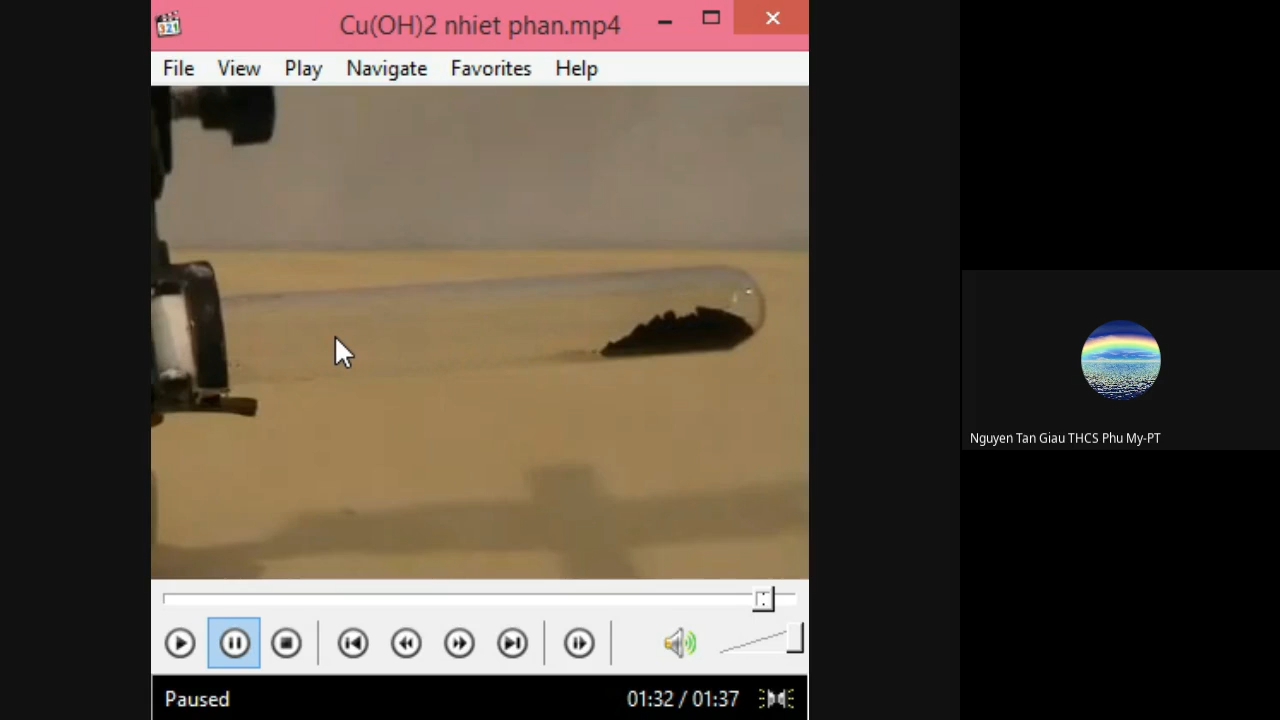 Cu(OH)2 nhiet phan.mp4
File View Play Navigate Favorites Help
Nguyen Tan Giau THCS Phu My-PT
Paused 01:32 / 01:37